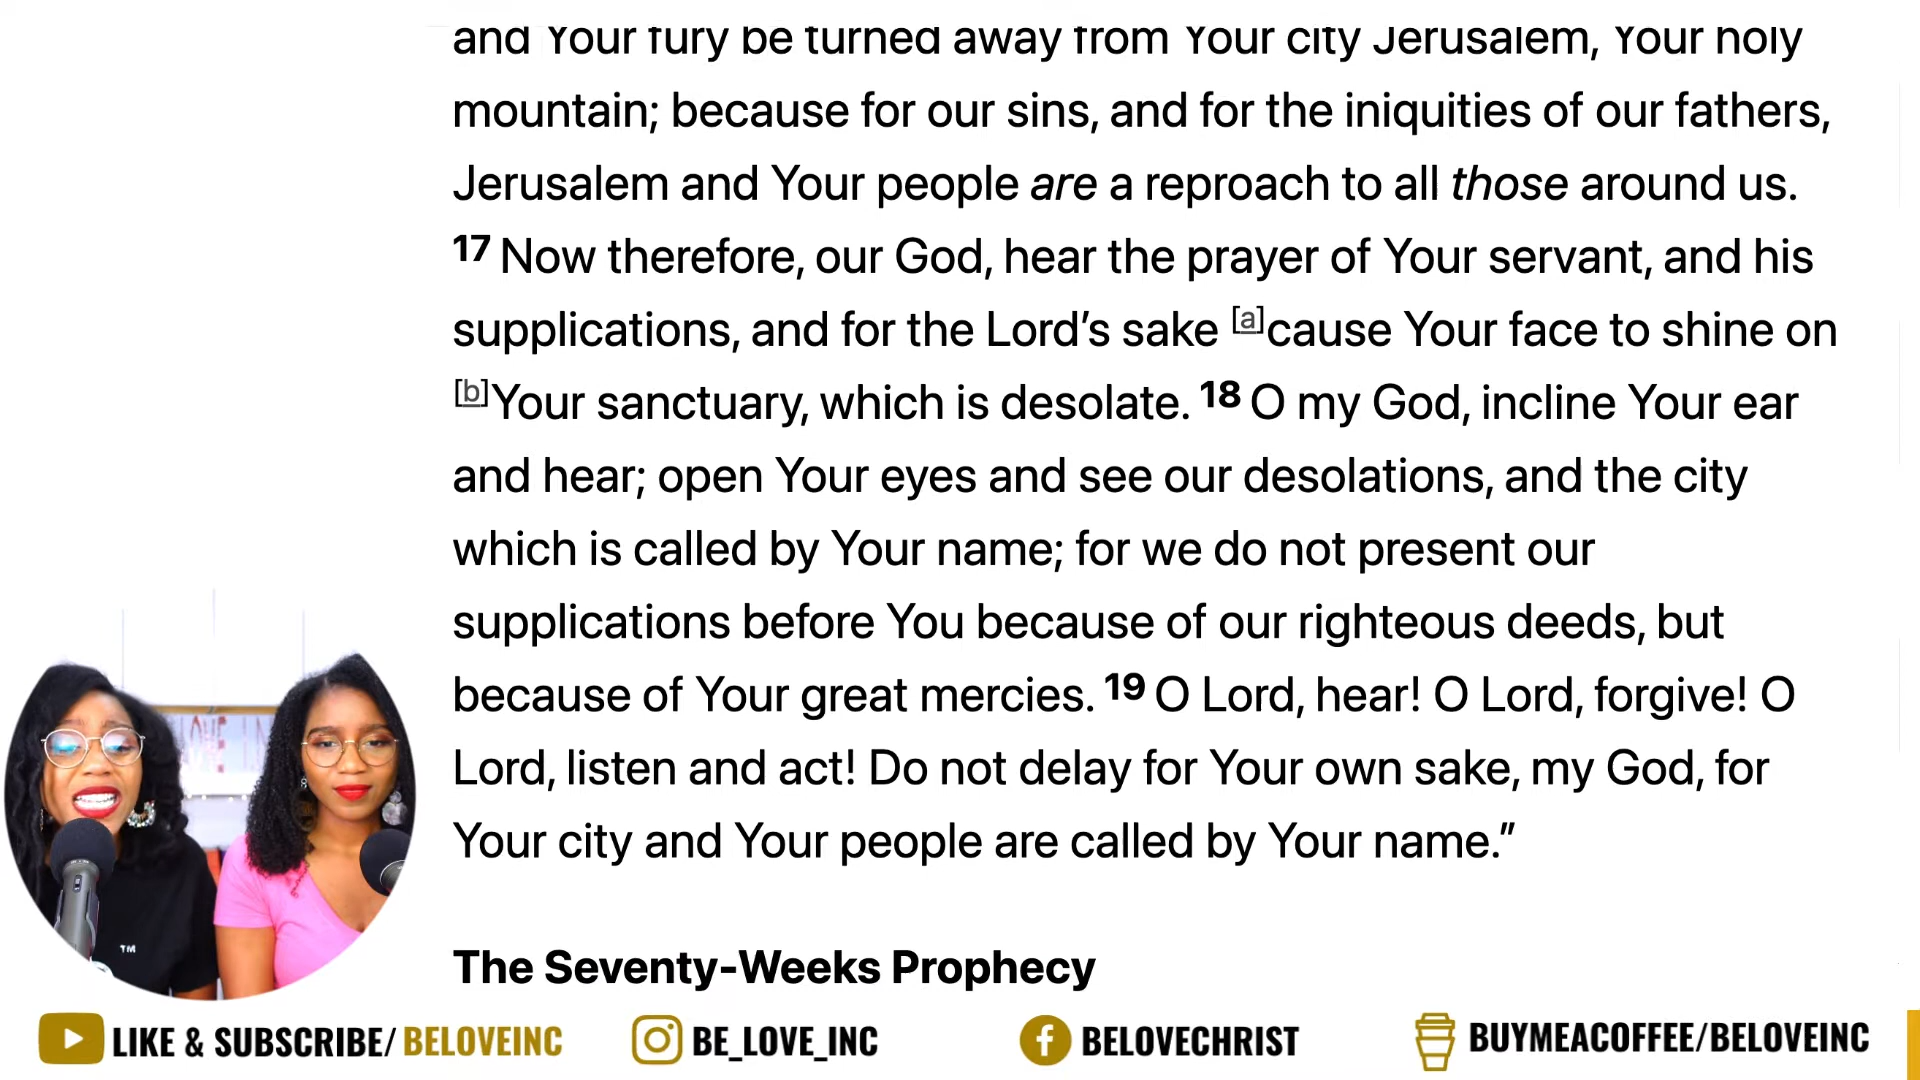 and Your fury be turned away from Your city Jerusalem, Your holy
mountain; because for our sins, and for the iniquities of our fathers,
Jerusalem and Your people are a reproach to all those around us.
17 Now therefore, our God, hear the prayer of Your servant, and his
supplications, and for the Lord’s sake [a]cause Your face to shine on
[b]Your sanctuary, which is desolate. 18 O my God, incline Your ear
and hear; open Your eyes and see our desolations, and the city
which is called by Your name; for we do not present our
supplications before You because of our righteous deeds, but
because of Your great mercies. 19 O Lord, hear! O Lord, forgive! O
Lord, listen and act! Do not delay for Your own sake, my God, for
Your city and Your people are called by Your name.”
The Seventy-Weeks Prophecy
TM
LIKE & SUBSCRIBE/ BELOVEINC
BE_LOVE_INC
BELOVECHRIST
BUYMEACOFFEE/BELOVEINC